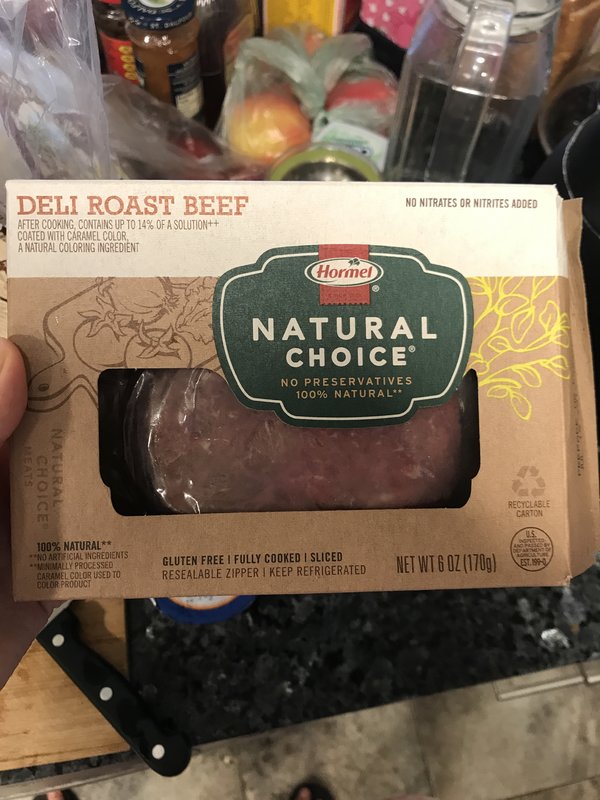 DELI ROAST BEEF
AFTER COOKING, CONTAINS UP TO 14% OF A SOLUTION++
COATED WITH CARAMEL COLOR,
A NATURAL COLORING INGREDIENT
NO NITRATES OR NITRITES ADDED
Hormel
®
NATURAL
CHOICE®
NO PRESERVATIVES
100% NATURAL**
NATURAL
CHOICE®
MEATS
RECYCLABLE
CARTON
U.S.
INSPECTED
AND PASSED BY
DEPARTMENT OF
AGRICULTURE
EST. 199-O
100% NATURAL**
**NO ARTIFICIAL INGREDIENTS
**MINIMALLY PROCESSED
CARAMEL COLOR USED TO
COLOR PRODUCT
GLUTEN FREE | FULLY COOKED | SLICED
RESEALABLE ZIPPER | KEEP REFRIGERATED
NET WT 6 OZ (170g)